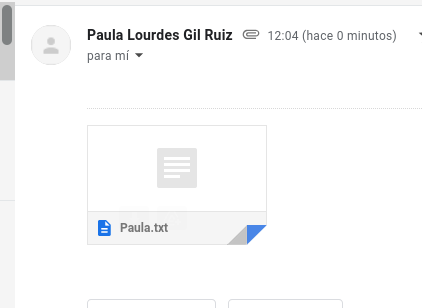 Paula Lourdes Gil Ruiz 12:04 (hace 0 minutos)
para mí
Paula.txt